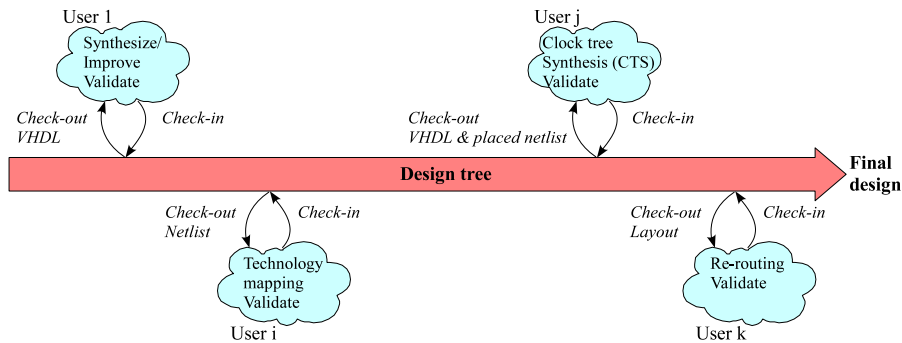 User 1
Synthesize/
Improve
Validate
Check-out
VHDL
Check-in
User j
Clock tree
Synthesis (CTS)
Validate
Check-out
VHDL & placed netlist
Check-in
Design tree
Final
design
Check-out
Netlist
Check-in
Technology
mapping
Validate
User i
Check-out
Layout
Check-in
Re-routing
Validate
User k